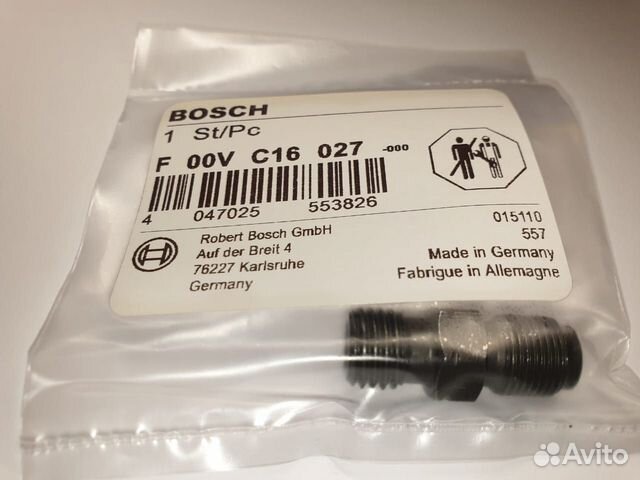 BOSCH
1 St/Pc
F 00V C16 027 -000
4 047025 553826
015110
557
Robert Bosch GmbH
Auf der Breit 4
76227 Karlsruhe
Germany
Made in Germany
Fabrique in Allemagne
Avito